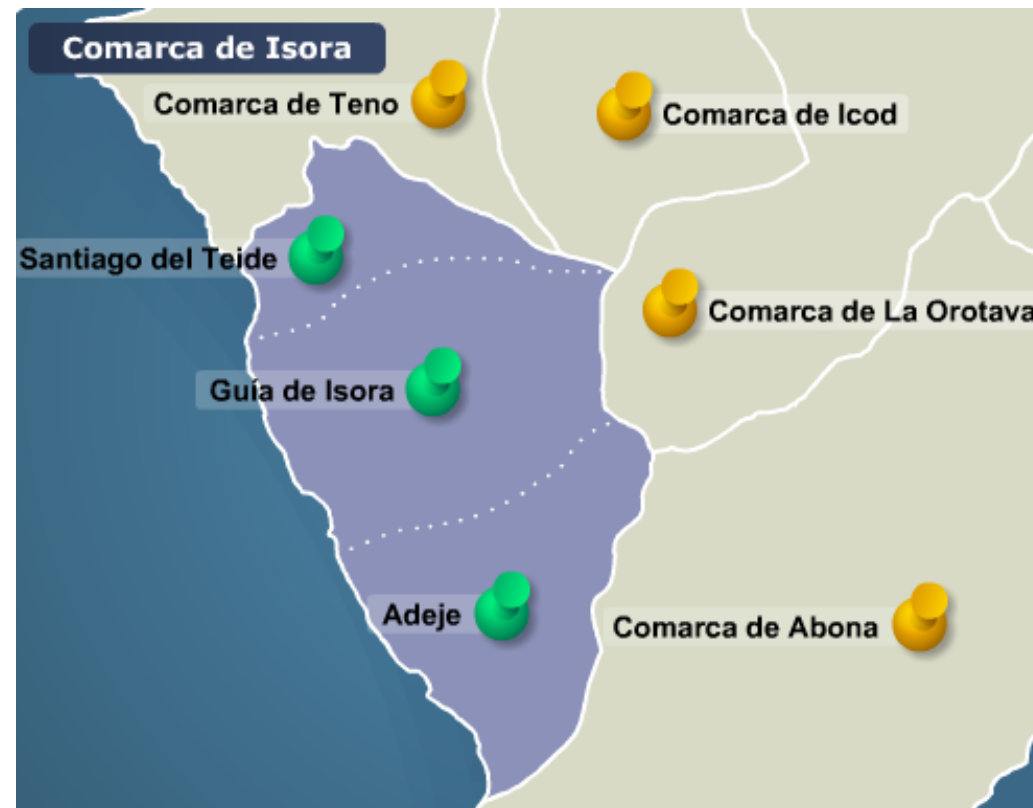 Comarca de Isora
Comarca de Teno
Comarca de Icod
Santiago del Teide
Comarca de La Orotava
Guía de Isora
Adeje
Comarca de Abona